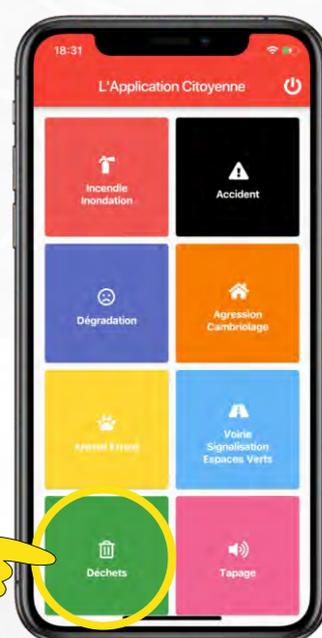 18:31
L'Application Citoyenne
Incendie
Inondation
Accident
Dégradation
Agression
Cambriolage
Animal Errant
Voirie
Signalisation
Espaces Verts
Déchets
Tapage